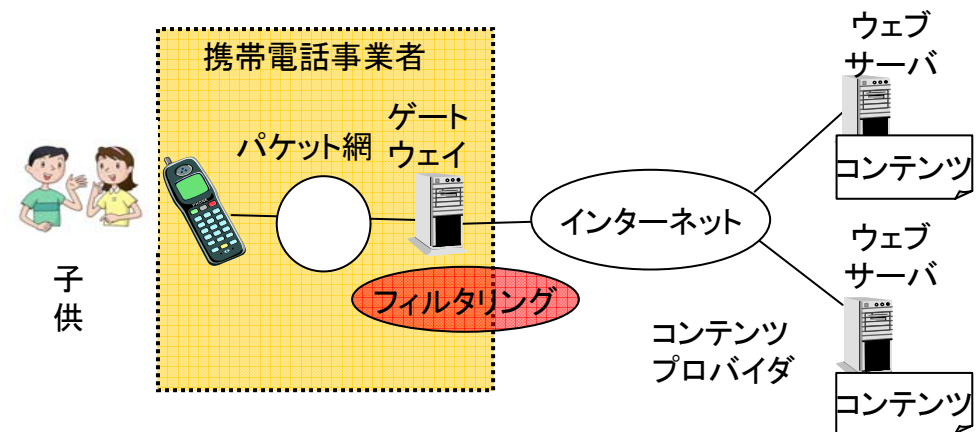 携帯電話事業者
パケット網
ゲート
ウェイ
子
供
フィルタリング
インターネット
コンテンツ
プロバイダ
ウェブ
サーバ
コンテンツ
ウェブ
サーバ
コンテンツ